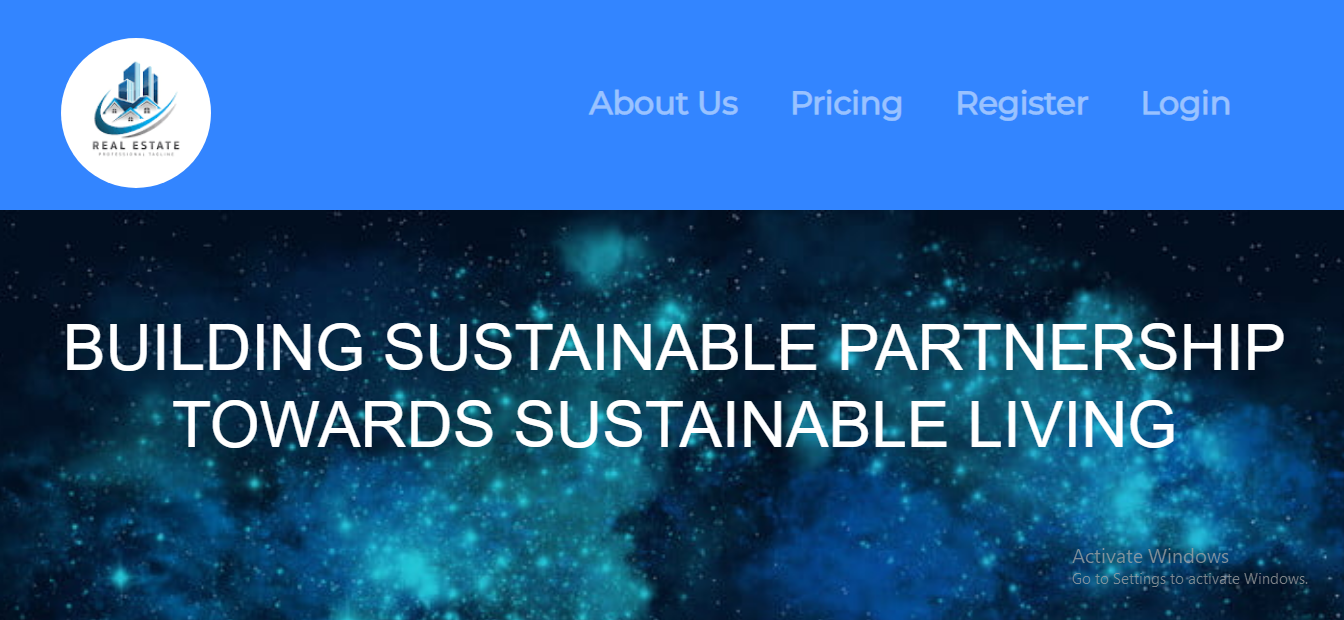 REAL ESTATE
PROFESSIONAL TAGLINE
About Us Pricing Register Login
BUILDING SUSTAINABLE PARTNERSHIP
TOWARDS SUSTAINABLE LIVING
Activate Windows
Go to Settings to activate Windows.